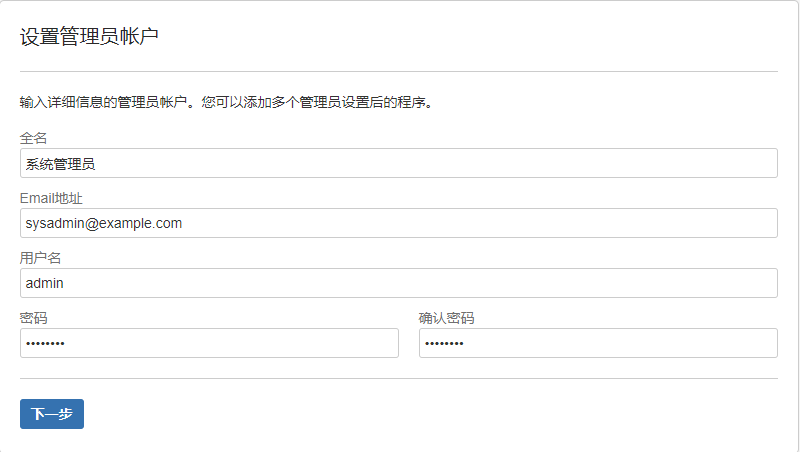 设置管理员帐户
输入详细信息的管理员帐户。您可以添加多个管理员设置后的程序。
全名
系统管理员
Email地址
sysadmin@example.com
用户名
admin
密码 确认密码
•••••••• ••••••••
下一步